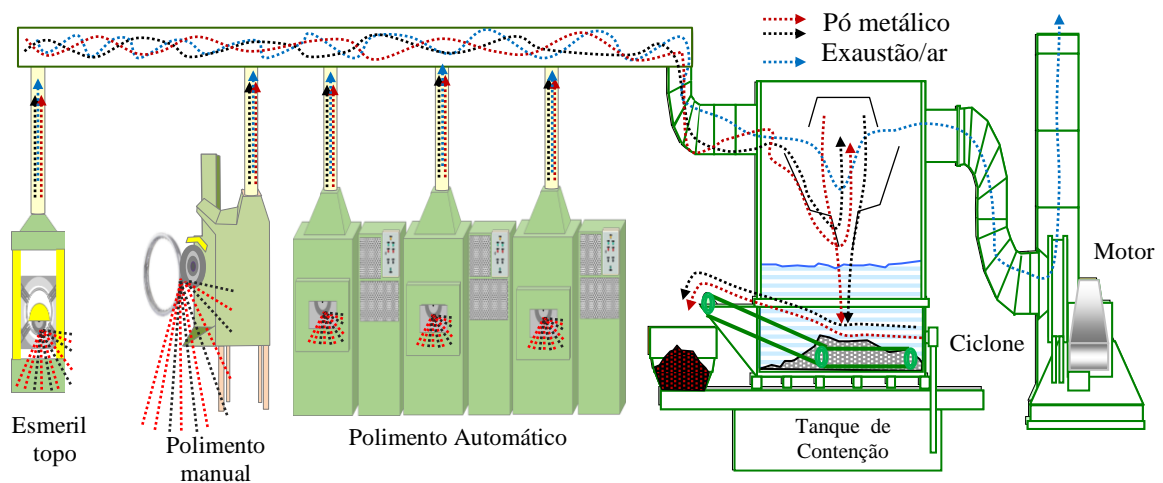 Pó metálico
Exaustão/ar
Motor
Ciclone
Esmeril
topo
Polimento
manual
Polimento Automático
Tanque de
Contenção